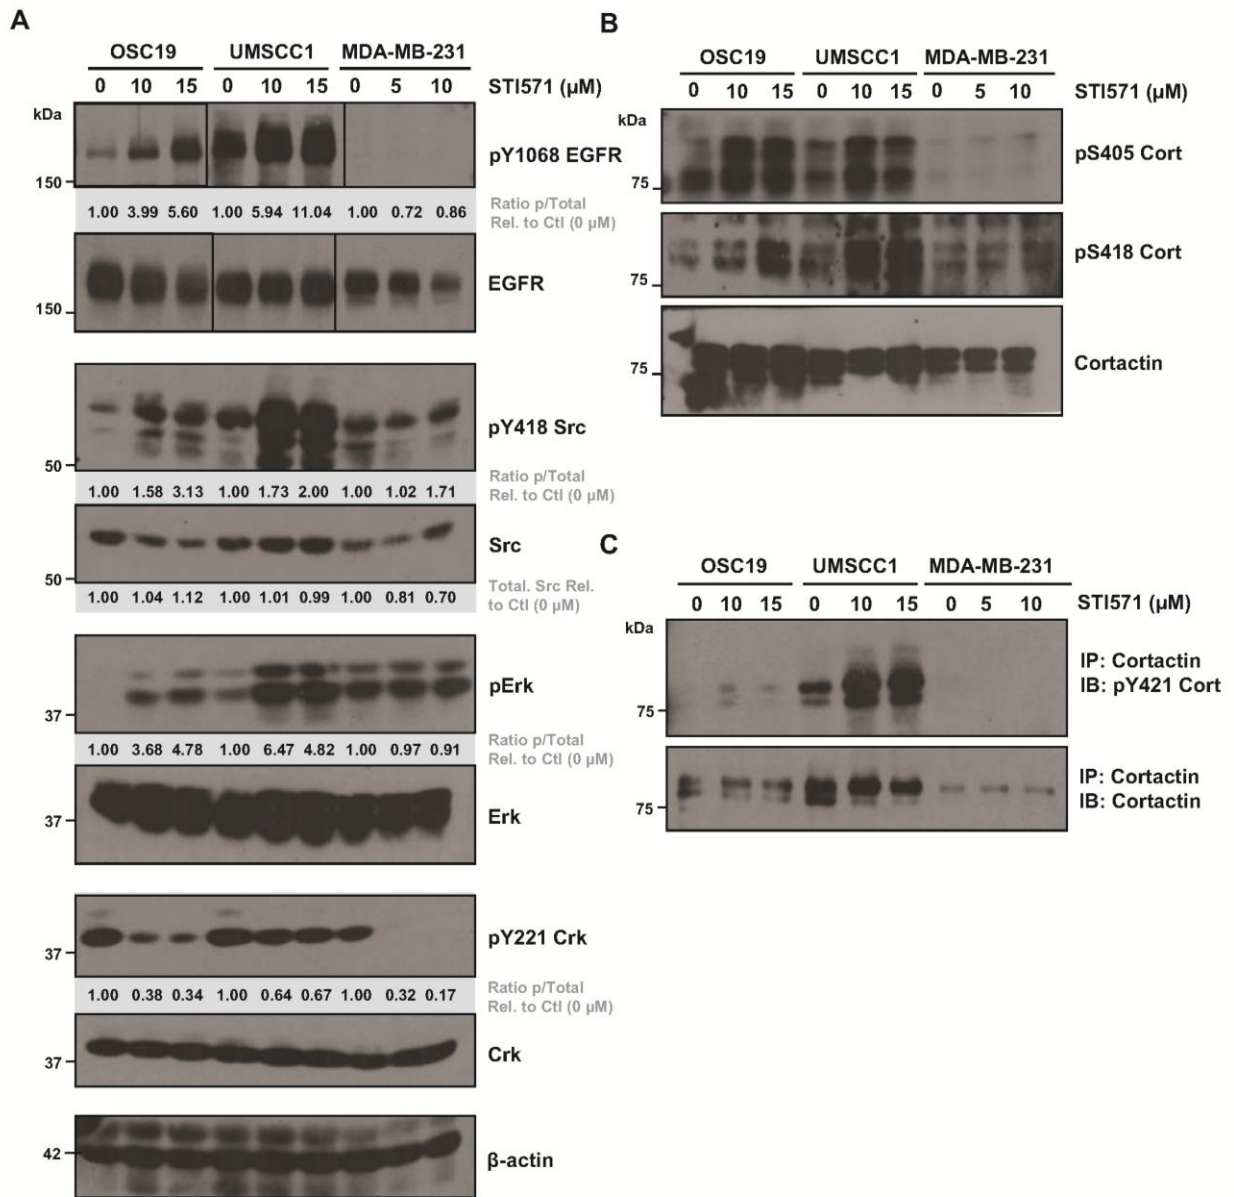 A
OSC19 UMSCC1 MDA-MB-231
0 10 15 0 10 15 0 5 10 STI571 (µM)
kDa
pY1068 EGFR
150
1.00 3.99 5.60 1.00 5.94 11.04 1.00 0.72 0.86
Ratio p/Total
Rel. to Ctl (0 µM)
EGFR
150
pY418 Src
50
1.00 1.58 3.13 1.00 1.73 2.00 1.00 1.02 1.71
Ratio p/Total
Rel. to Ctl (0 µM)
Src
50
1.00 1.04 1.12 1.00 1.01 0.99 1.00 0.81 0.70
Total. Src Rel.
to Ctl (0 µM)
pErk
37
1.00 3.68 4.78 1.00 6.47 4.82 1.00 0.97 0.91
Ratio p/Total
Rel. to Ctl (0 µM)
37
Erk
pY221 Crk
37
1.00 0.38 0.34 1.00 0.64 0.67 1.00 0.32 0.17
Ratio p/Total
Rel. to Ctl (0 µM)
Crk
37
42
β-actin
B
OSC19 UMSCC1 MDA-MB-231
0 10 15 0 10 15 0 5 10 STI571 (µM)
kDa
pS405 Cort
75
pS418 Cort
75
Cortactin
75
C
OSC19 UMSCC1 MDA-MB-231
0 10 15 0 10 15 0 5 10 STI571 (µM)
kDa
IP: Cortactin
IB: pY421 Cort
75
IP: Cortactin
IB: Cortactin
75